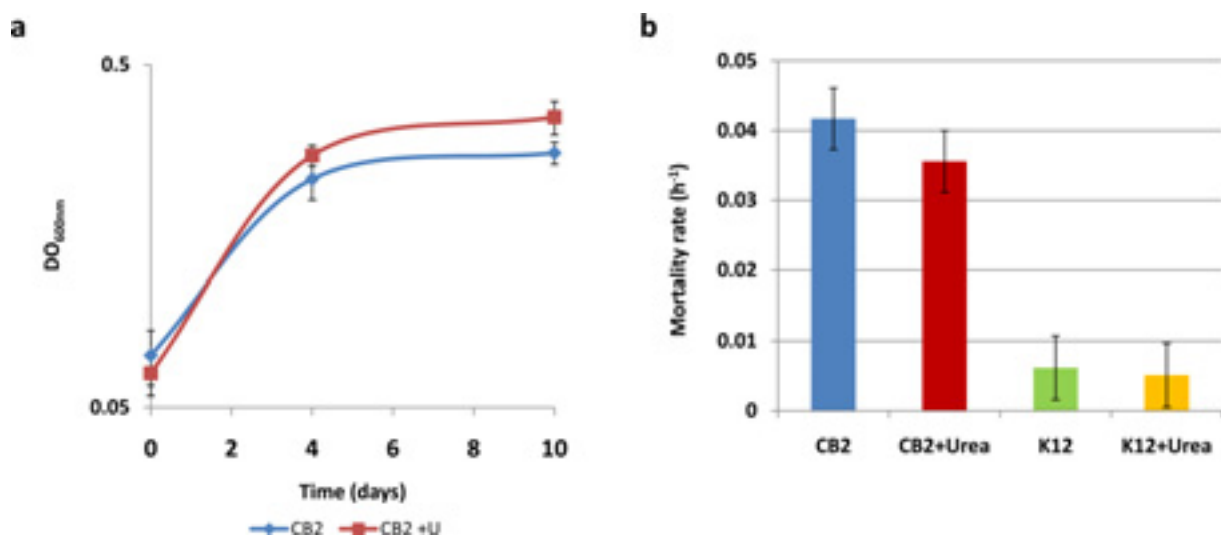 a
0.5
0.05
DO600nm
0 2 4 6 8 10
Time (days)
CB2 CB2 +U
b
0.05
0.04
0.03
0.02
0.01
0
Mortality rate (h-1)
CB2 CB2+Urea K12 K12+Urea